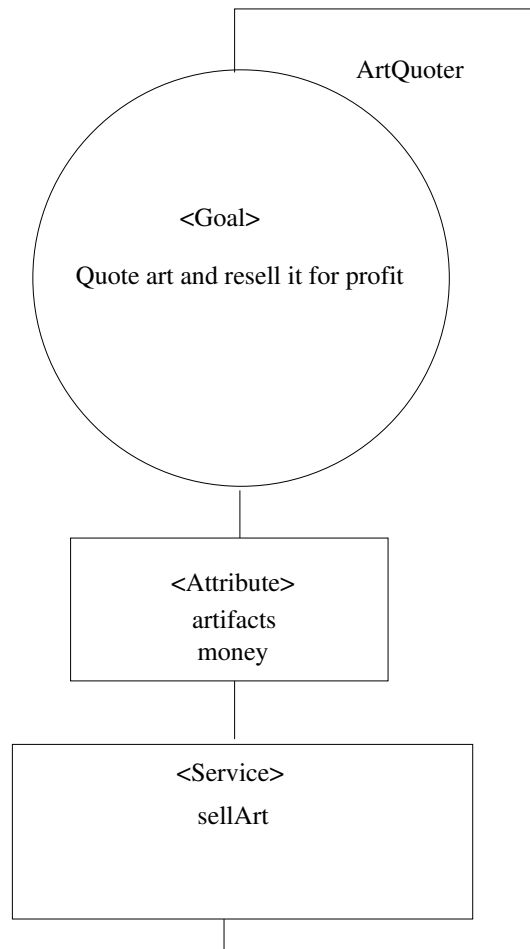 ArtQuoter
<Goal>
Quote art and resell it for profit
<Attribute>
artifacts
money
<Service>
sellArt